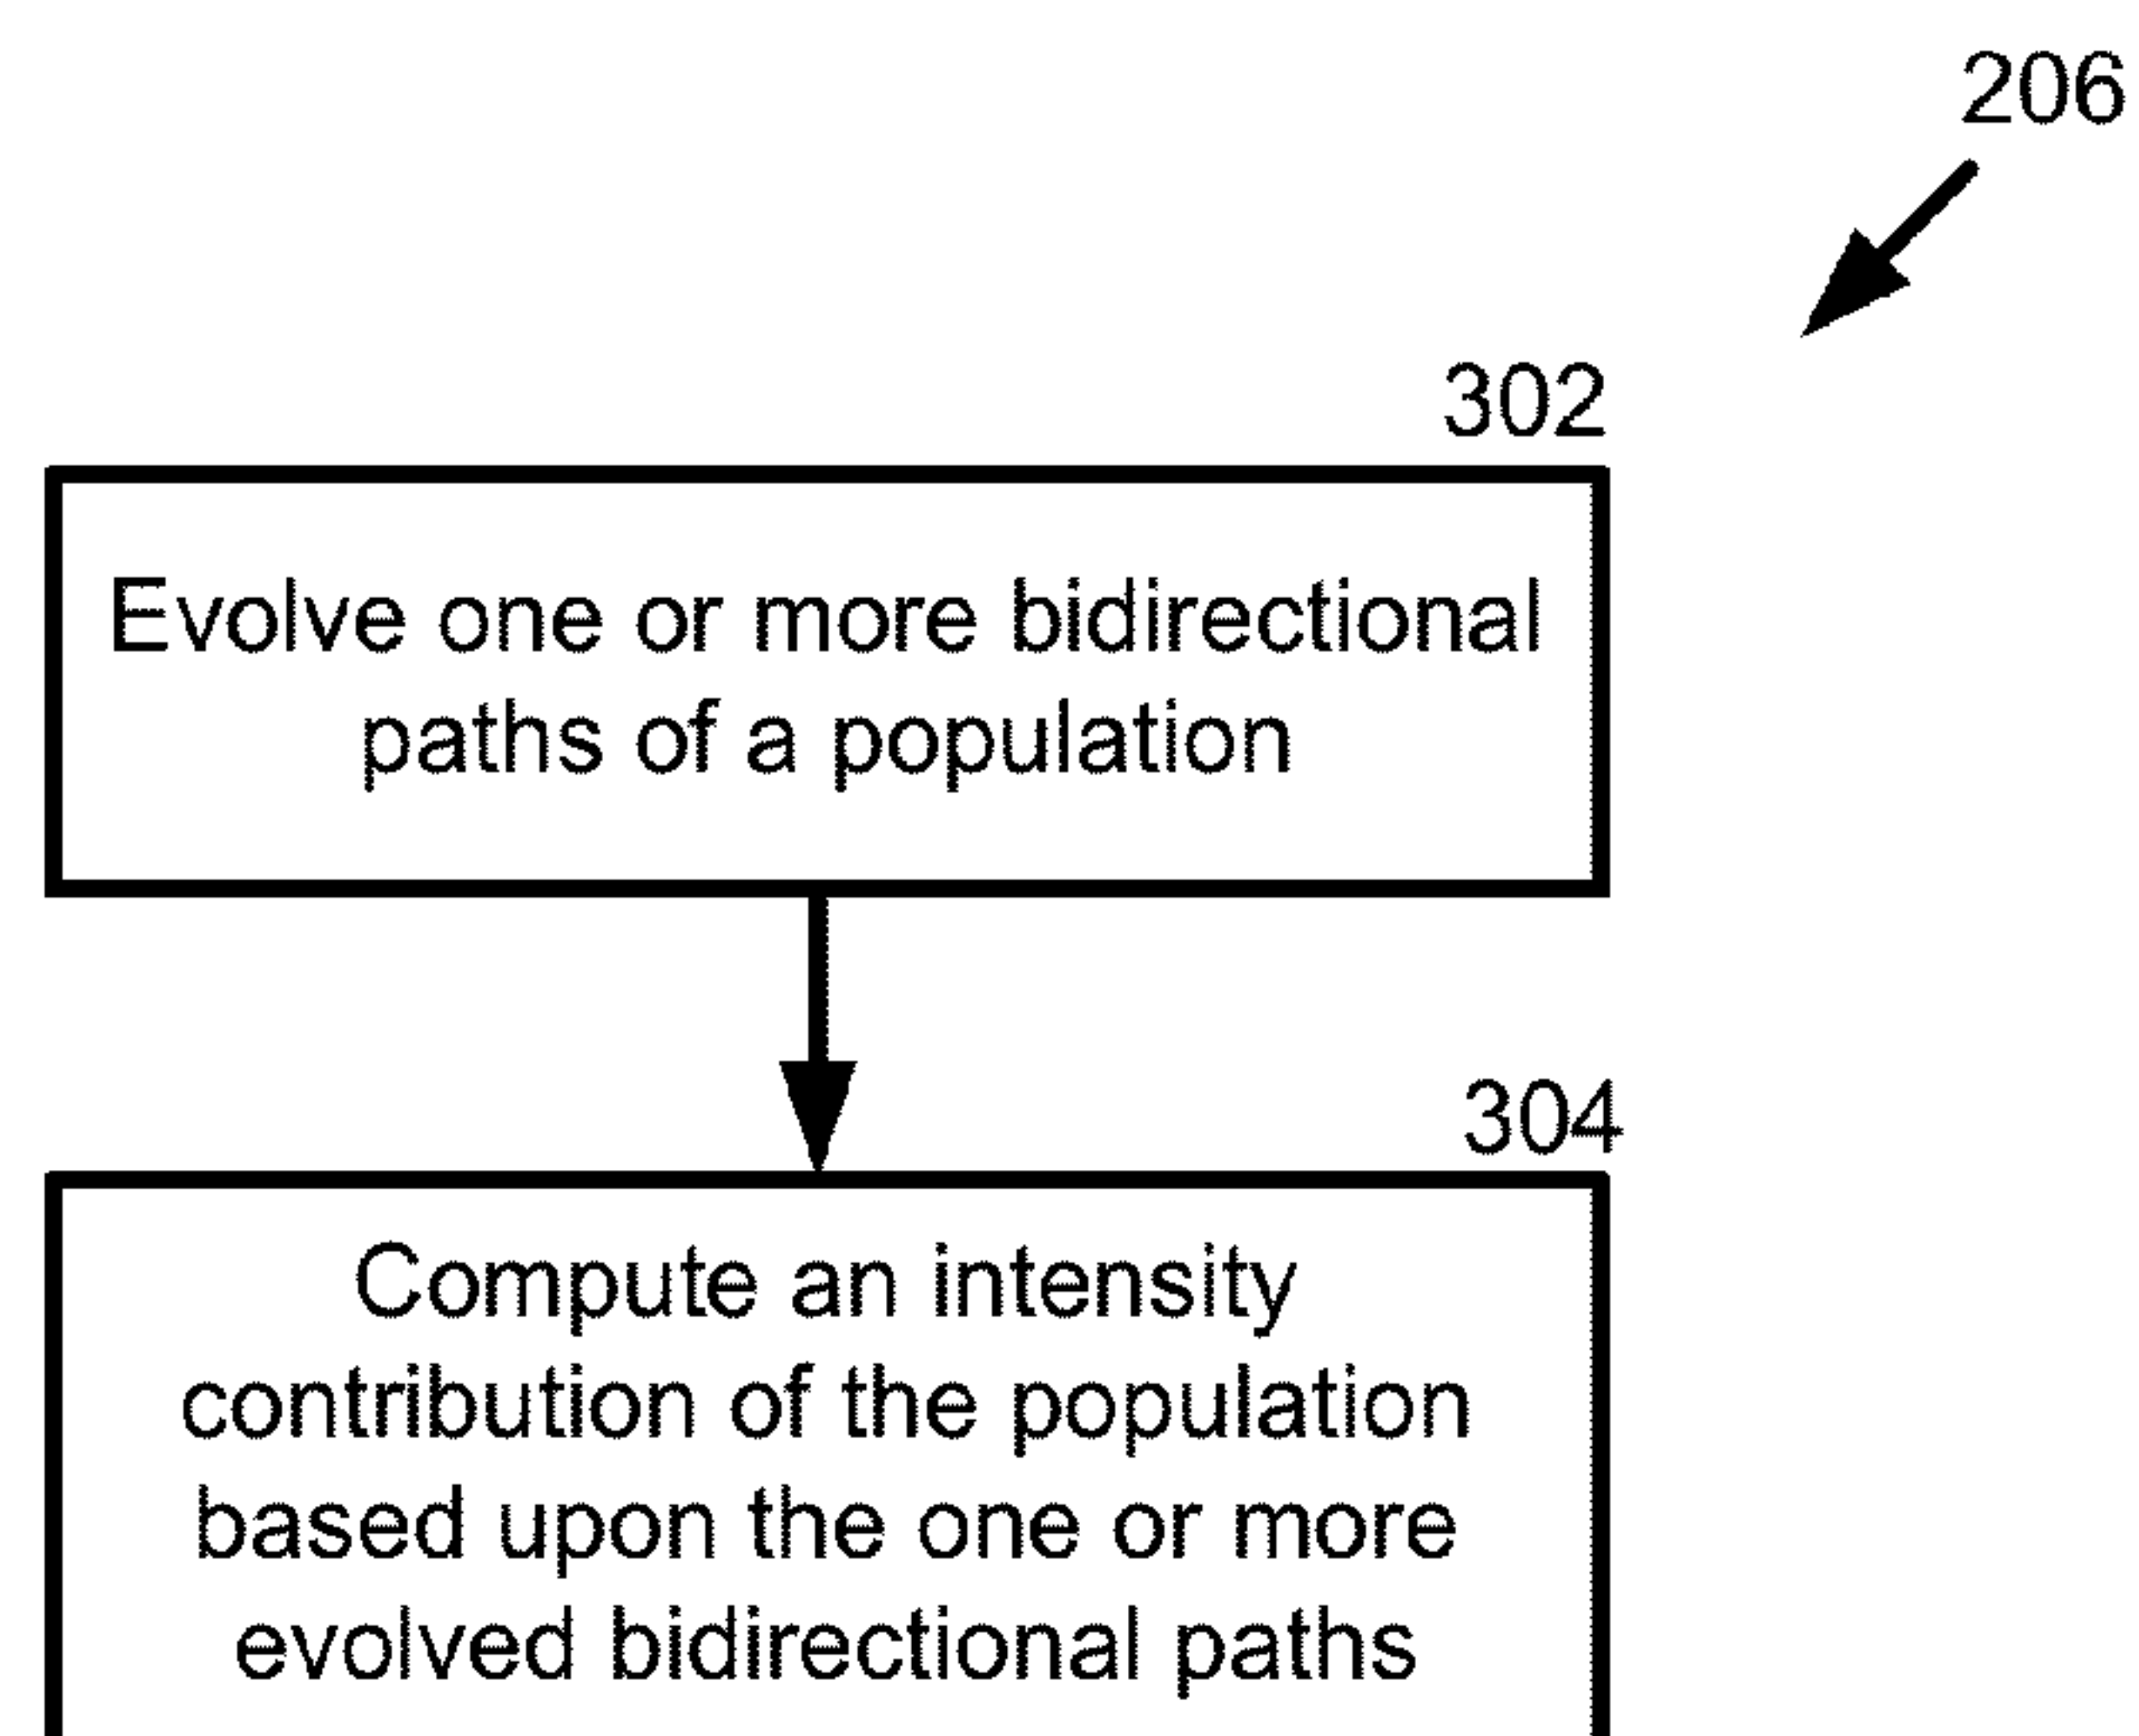 206
302
Evolve one or more bidirectional
paths of a population
304
Compute an intensity
contribution of the population
based upon the one or more
evolved bidirectional paths